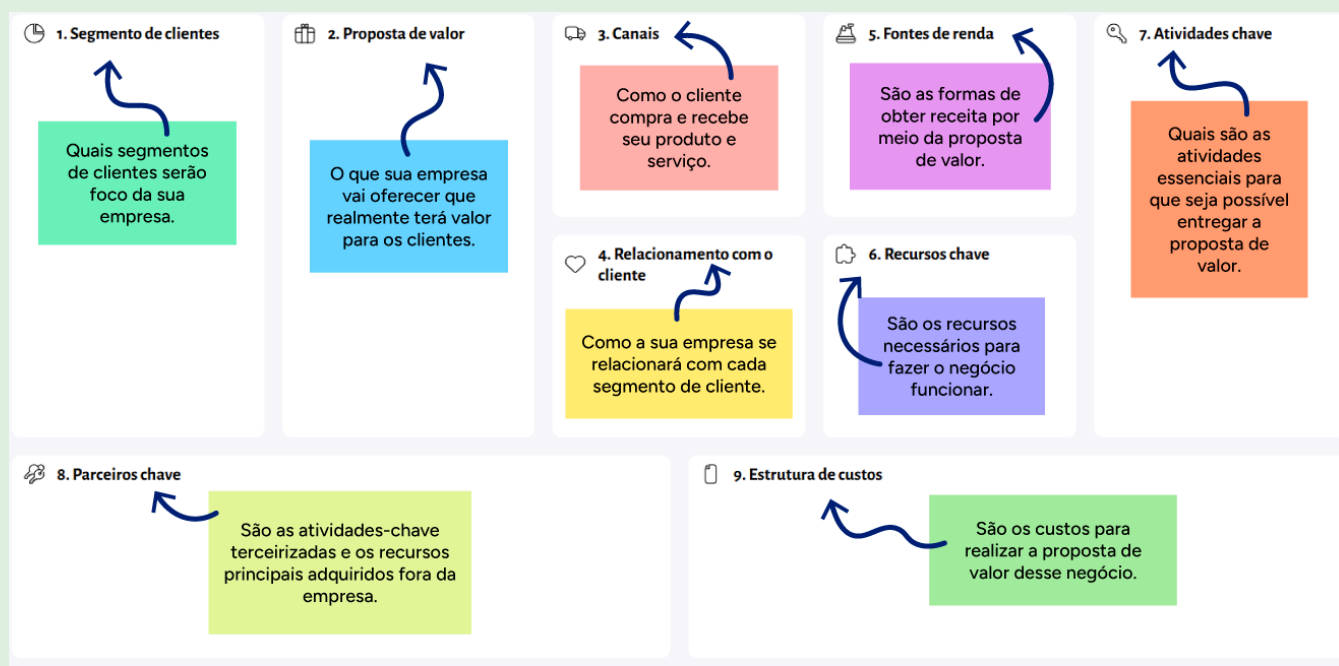 1. Segmento de clientes
Quais segmentos
de clientes serão
foco da sua
empresa.
2. Proposta de valor
O que sua empresa
vai oferecer que
realmente terá valor
para os clientes.
3. Canais
Como o cliente
compra e recebe
seu produto e
serviço.
4. Relacionamento com o
cliente
Como a sua empresa se
relacionará com cada
segmento de cliente.
5. Fontes de renda
São as formas de
obter receita por
meio da proposta
de valor.
6. Recursos chave
São os recursos
necessários para
fazer o negócio
funcionar.
7. Atividades chave
Quais são as
atividades
essenciais para
que seja possível
entregar a
proposta de
valor.
8. Parceiros chave
São as atividades-chave
terceirizadas e os recursos
principais adquiridos fora da
empresa.
9. Estrutura de custos
São os custos para
realizar a proposta de
valor desse negócio.